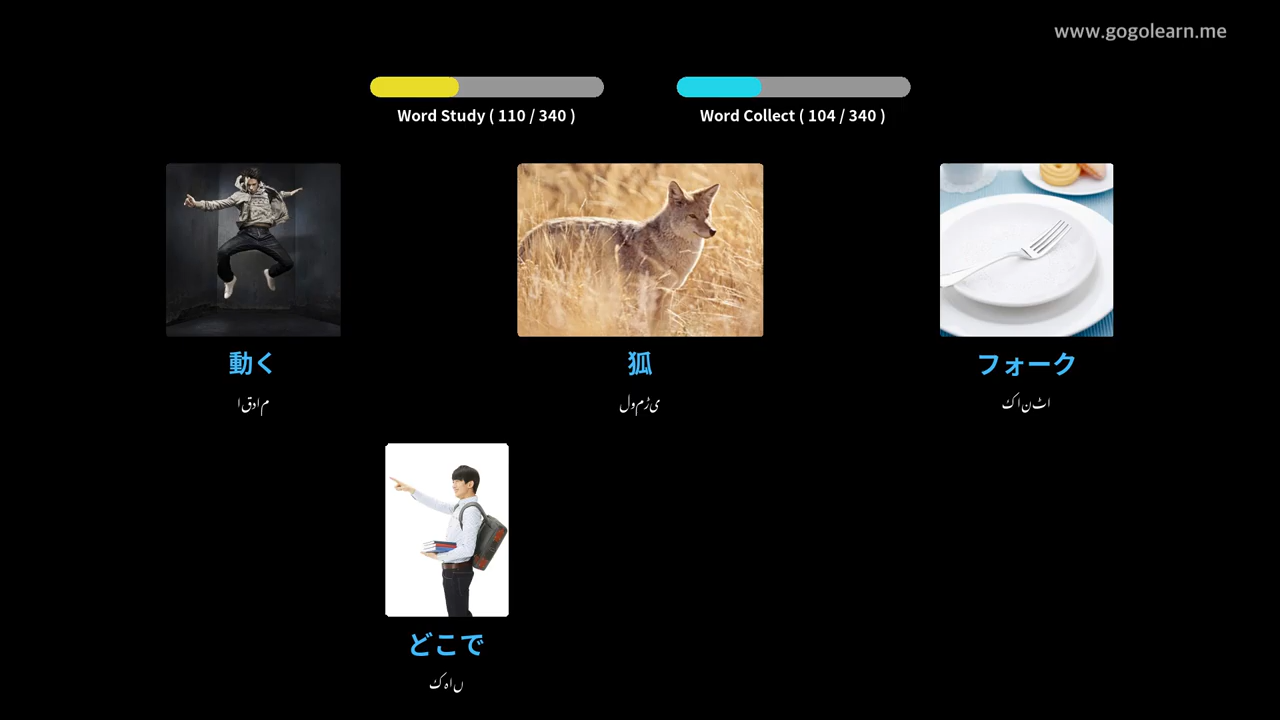 www.gogolearn.me
Word Study ( 110 / 340 )
Word Collect ( 104 / 340 )
動く
狐
フォーク
اقدام
لومڑی
کانٹا
どこで
کہاں